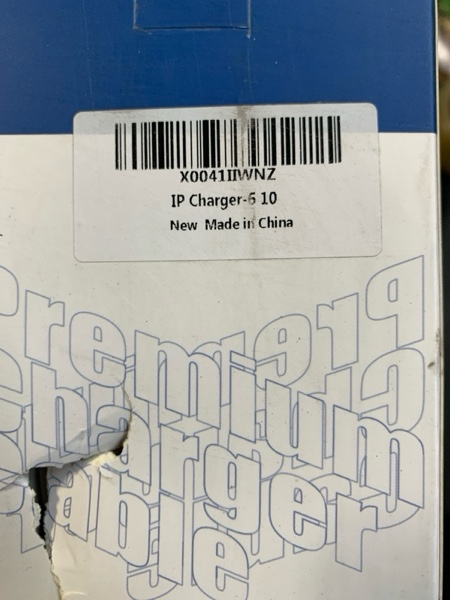 X0041IIWNZ
IP Charger-6 10
New Made in China
Premium
Charger
Cable